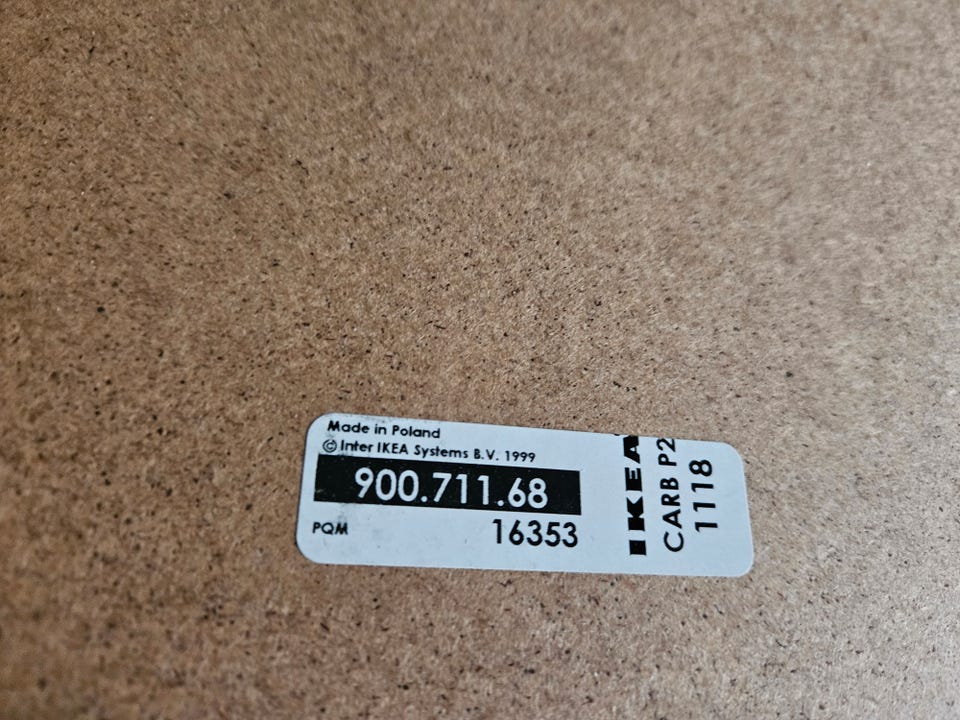 Made in Poland
© Inter IKEA Systems B.V. 1999
900.711.68
PQM 16353
IKEA
CARB P2
1118